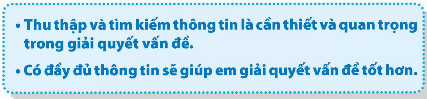 • Thu thập và tìm kiếm thông tin là cần thiết và quan trọng
trong giải quyết vấn đề.
• Có đầy đủ thông tin sẽ giúp em giải quyết vấn đề tốt hơn.